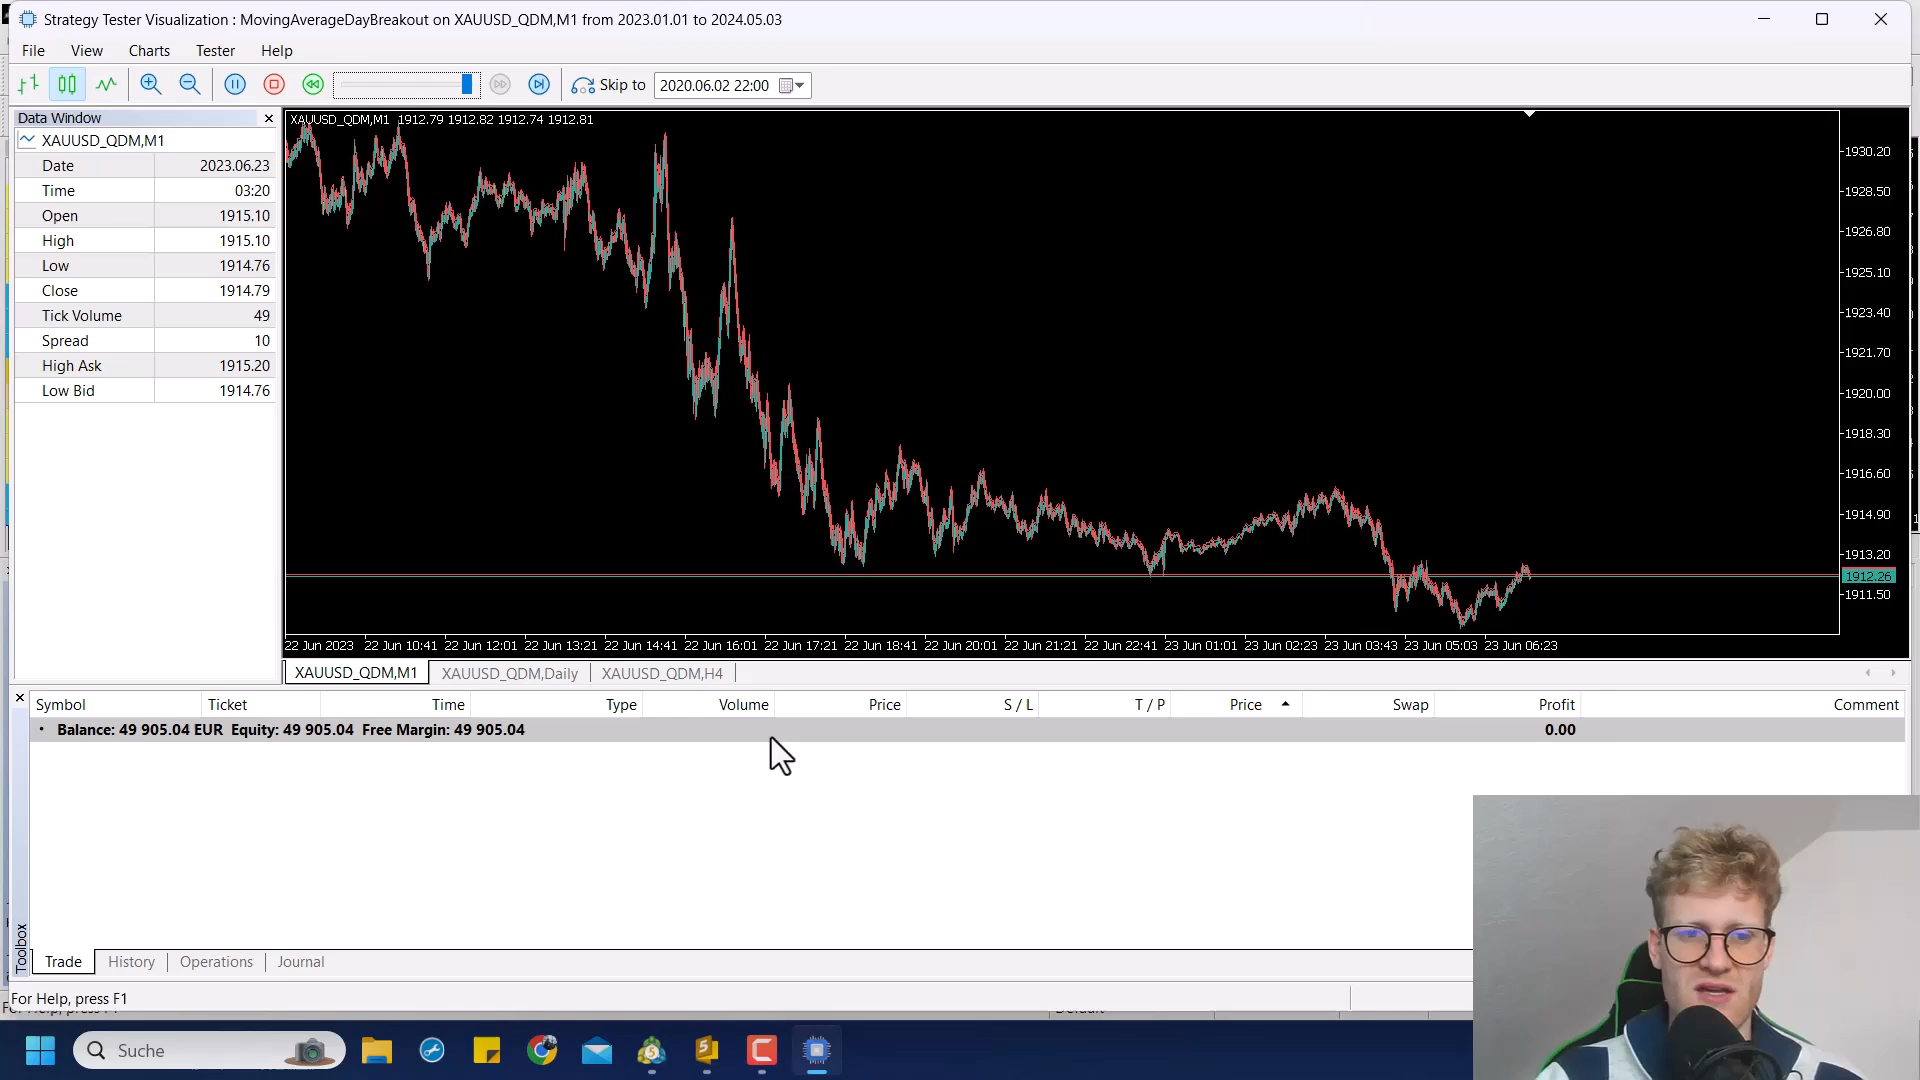 Strategy Tester Visualization : MovingAverageDayBreakout on XAUUSD_QDM,M1 from 2023.01.01 to 2024.05.03
File View Charts Tester Help
Skip to 2020.06.02 22:00
Data Window
XAUUSD_QDM,M1
Date 2023.06.23
Time 03:20
Open 1915.10
High 1915.10
Low 1914.76
Close 1914.79
Tick Volume 49
Spread 10
High Ask 1915.20
Low Bid 1914.76
XAUUSD_QDM,M1 1912.79 1912.82 1912.74 1912.81
1930.20
1928.50
1926.80
1925.10
1923.40
1921.70
1920.00
1918.30
1916.60
1914.90
1913.20
1912.26
1911.50
22 Jun 2023 22 Jun 10:41 22 Jun 12:01 22 Jun 13:21 22 Jun 14:41 22 Jun 16:01 22 Jun 17:21 22 Jun 18:41 22 Jun 20:01 22 Jun 21:21 22 Jun 22:41 23 Jun 01:01 23 Jun 02:23 23 Jun 03:43 23 Jun 05:03 23 Jun 06:23
XAUUSD_QDM,M1 XAUUSD_QDM,Daily XAUUSD_QDM,H4
Symbol Ticket Time Type Volume Price S / L T / P Price Swap Profit Comment
Balance: 49 905.04 EUR Equity: 49 905.04 Free Margin: 49 905.04 0.00
Toolbox
Trade History Operations Journal
For Help, press F1
Suche